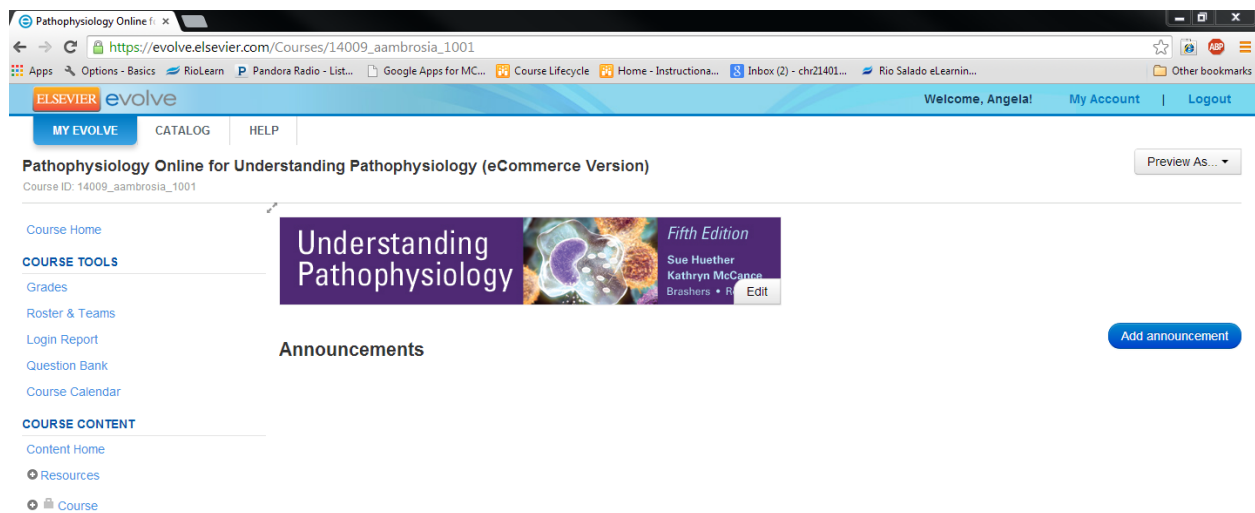 Pathophysiology Online fo
https://evolve.elsevier.com/Courses/14009_aambrosia_1001
ABP
Apps Options - Basics RioLearn P Pandora Radio - List... Google Apps for MC... Course Lifecycle Home - Instructiona... 8 Inbox (2) - chr21401... Rio Salado eLearnin... Other bookmarks
ELSEVIER evolve Welcome, Angela! My Account | Logout
MY EVOLVE CATALOG HELP
Pathophysiology Online for Understanding Pathophysiology (eCommerce Version) Preview As...
Course ID: 14009_aambrosia_1001
Course Home
COURSE TOOLS
Grades
Roster & Teams
Login Report
Question Bank
Course Calendar
COURSE CONTENT
Content Home
Resources
Course
Understanding
Pathophysiology
Fifth Edition
Sue Huether
Kathryn McCance
Brashers • R
Edit
Announcements
Add announcement